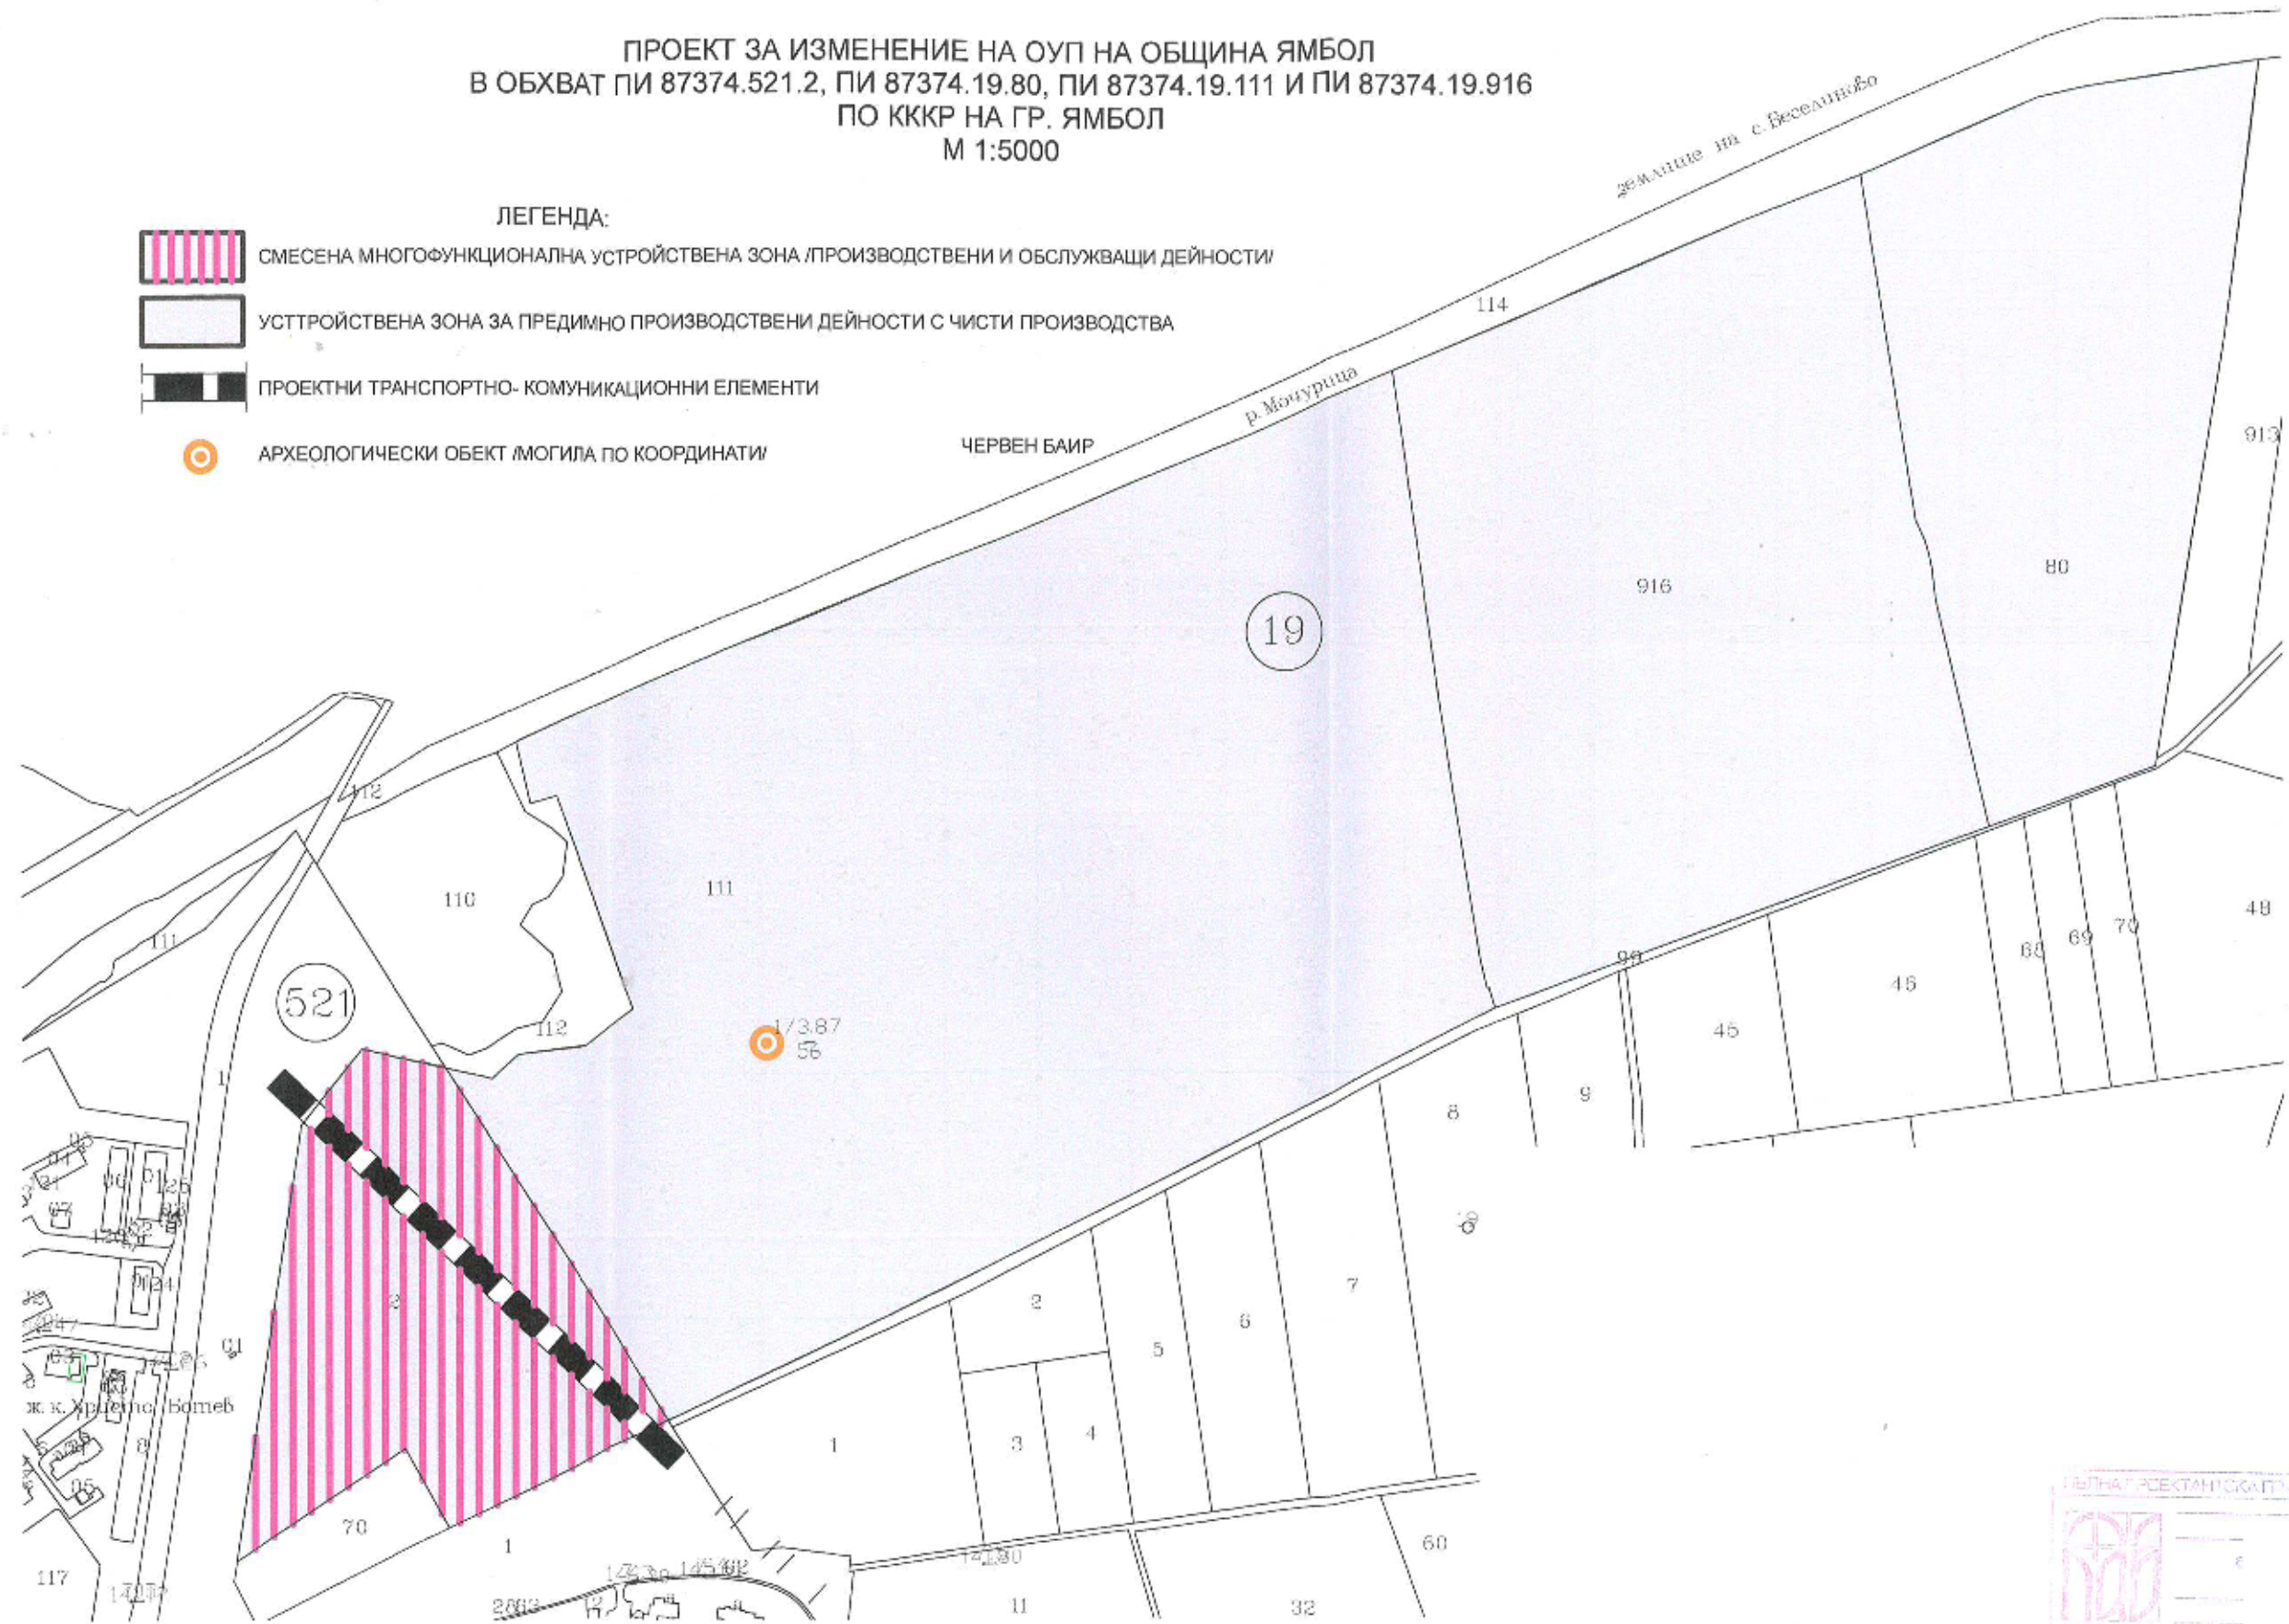 ПРОЕКТ ЗА ИЗМЕНЕНИЕ НА ОУП НА ОБЩИНА ЯМБОЛ
В ОБХВАТ ПИ 87374.521.2, ПИ 87374.19.80, ПИ 87374.19.111 И ПИ 87374.19.916
ПО КККР НА ГР. ЯМБОЛ
М 1:5000
землище на с. Веселиново
ЛЕГЕНДА:
СМЕСЕНА МНОГОФУНКЦИОНАЛНА УСТРОЙСТВЕНА ЗОНА /ПРОИЗВОДСТВЕНИ И ОБСЛУЖВАЩИ ДЕЙНОСТИ/
114
УСТТРОЙСТВЕНА ЗОНА ЗА ПРЕДИМНО ПРОИЗВОДСТВЕНИ ДЕЙНОСТИ С ЧИСТИ ПРОИЗВОДСТВА
ПРОЕКТНИ ТРАНСПОРТНО- КОМУНИКАЦИОННИ ЕЛЕМЕНТИ
р. Мочурица
913
АРХЕОЛОГИЧЕСКИ ОБЕКТ /МОГИЛА ПО КООРДИНАТИ/
ЧЕРВЕН БАИР
80
916
19
112
111
110
48
70
69
68
111
99
46
521
112
1/3.87
56
45
1
9
8
7
2
2
6
5
ж. к. Христо Ботев
4
3
1
8
70
1
60
117
11
32